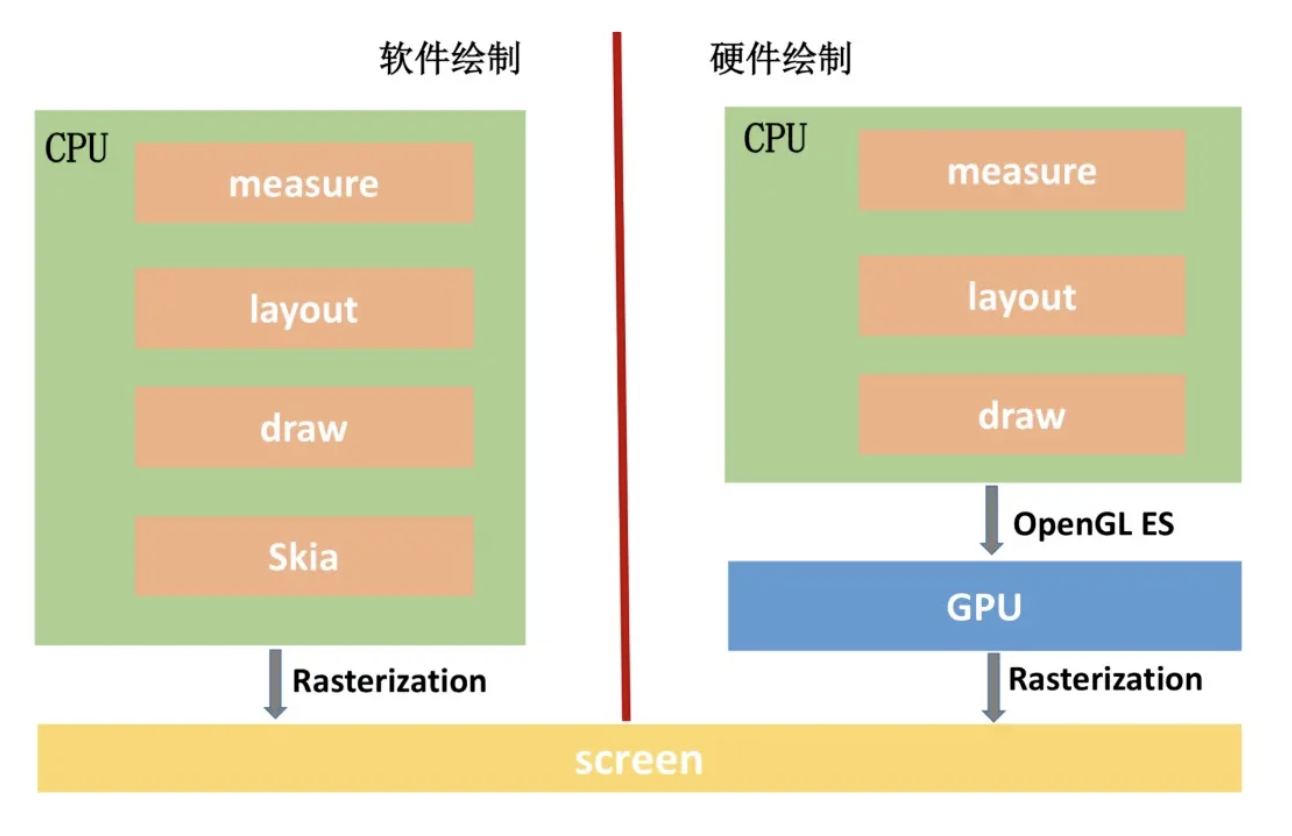 软件绘制
CPU
measure
layout
draw
Skia
Rasterization
硬件绘制
CPU
measure
layout
draw
OpenGL ES
GPU
Rasterization
screen